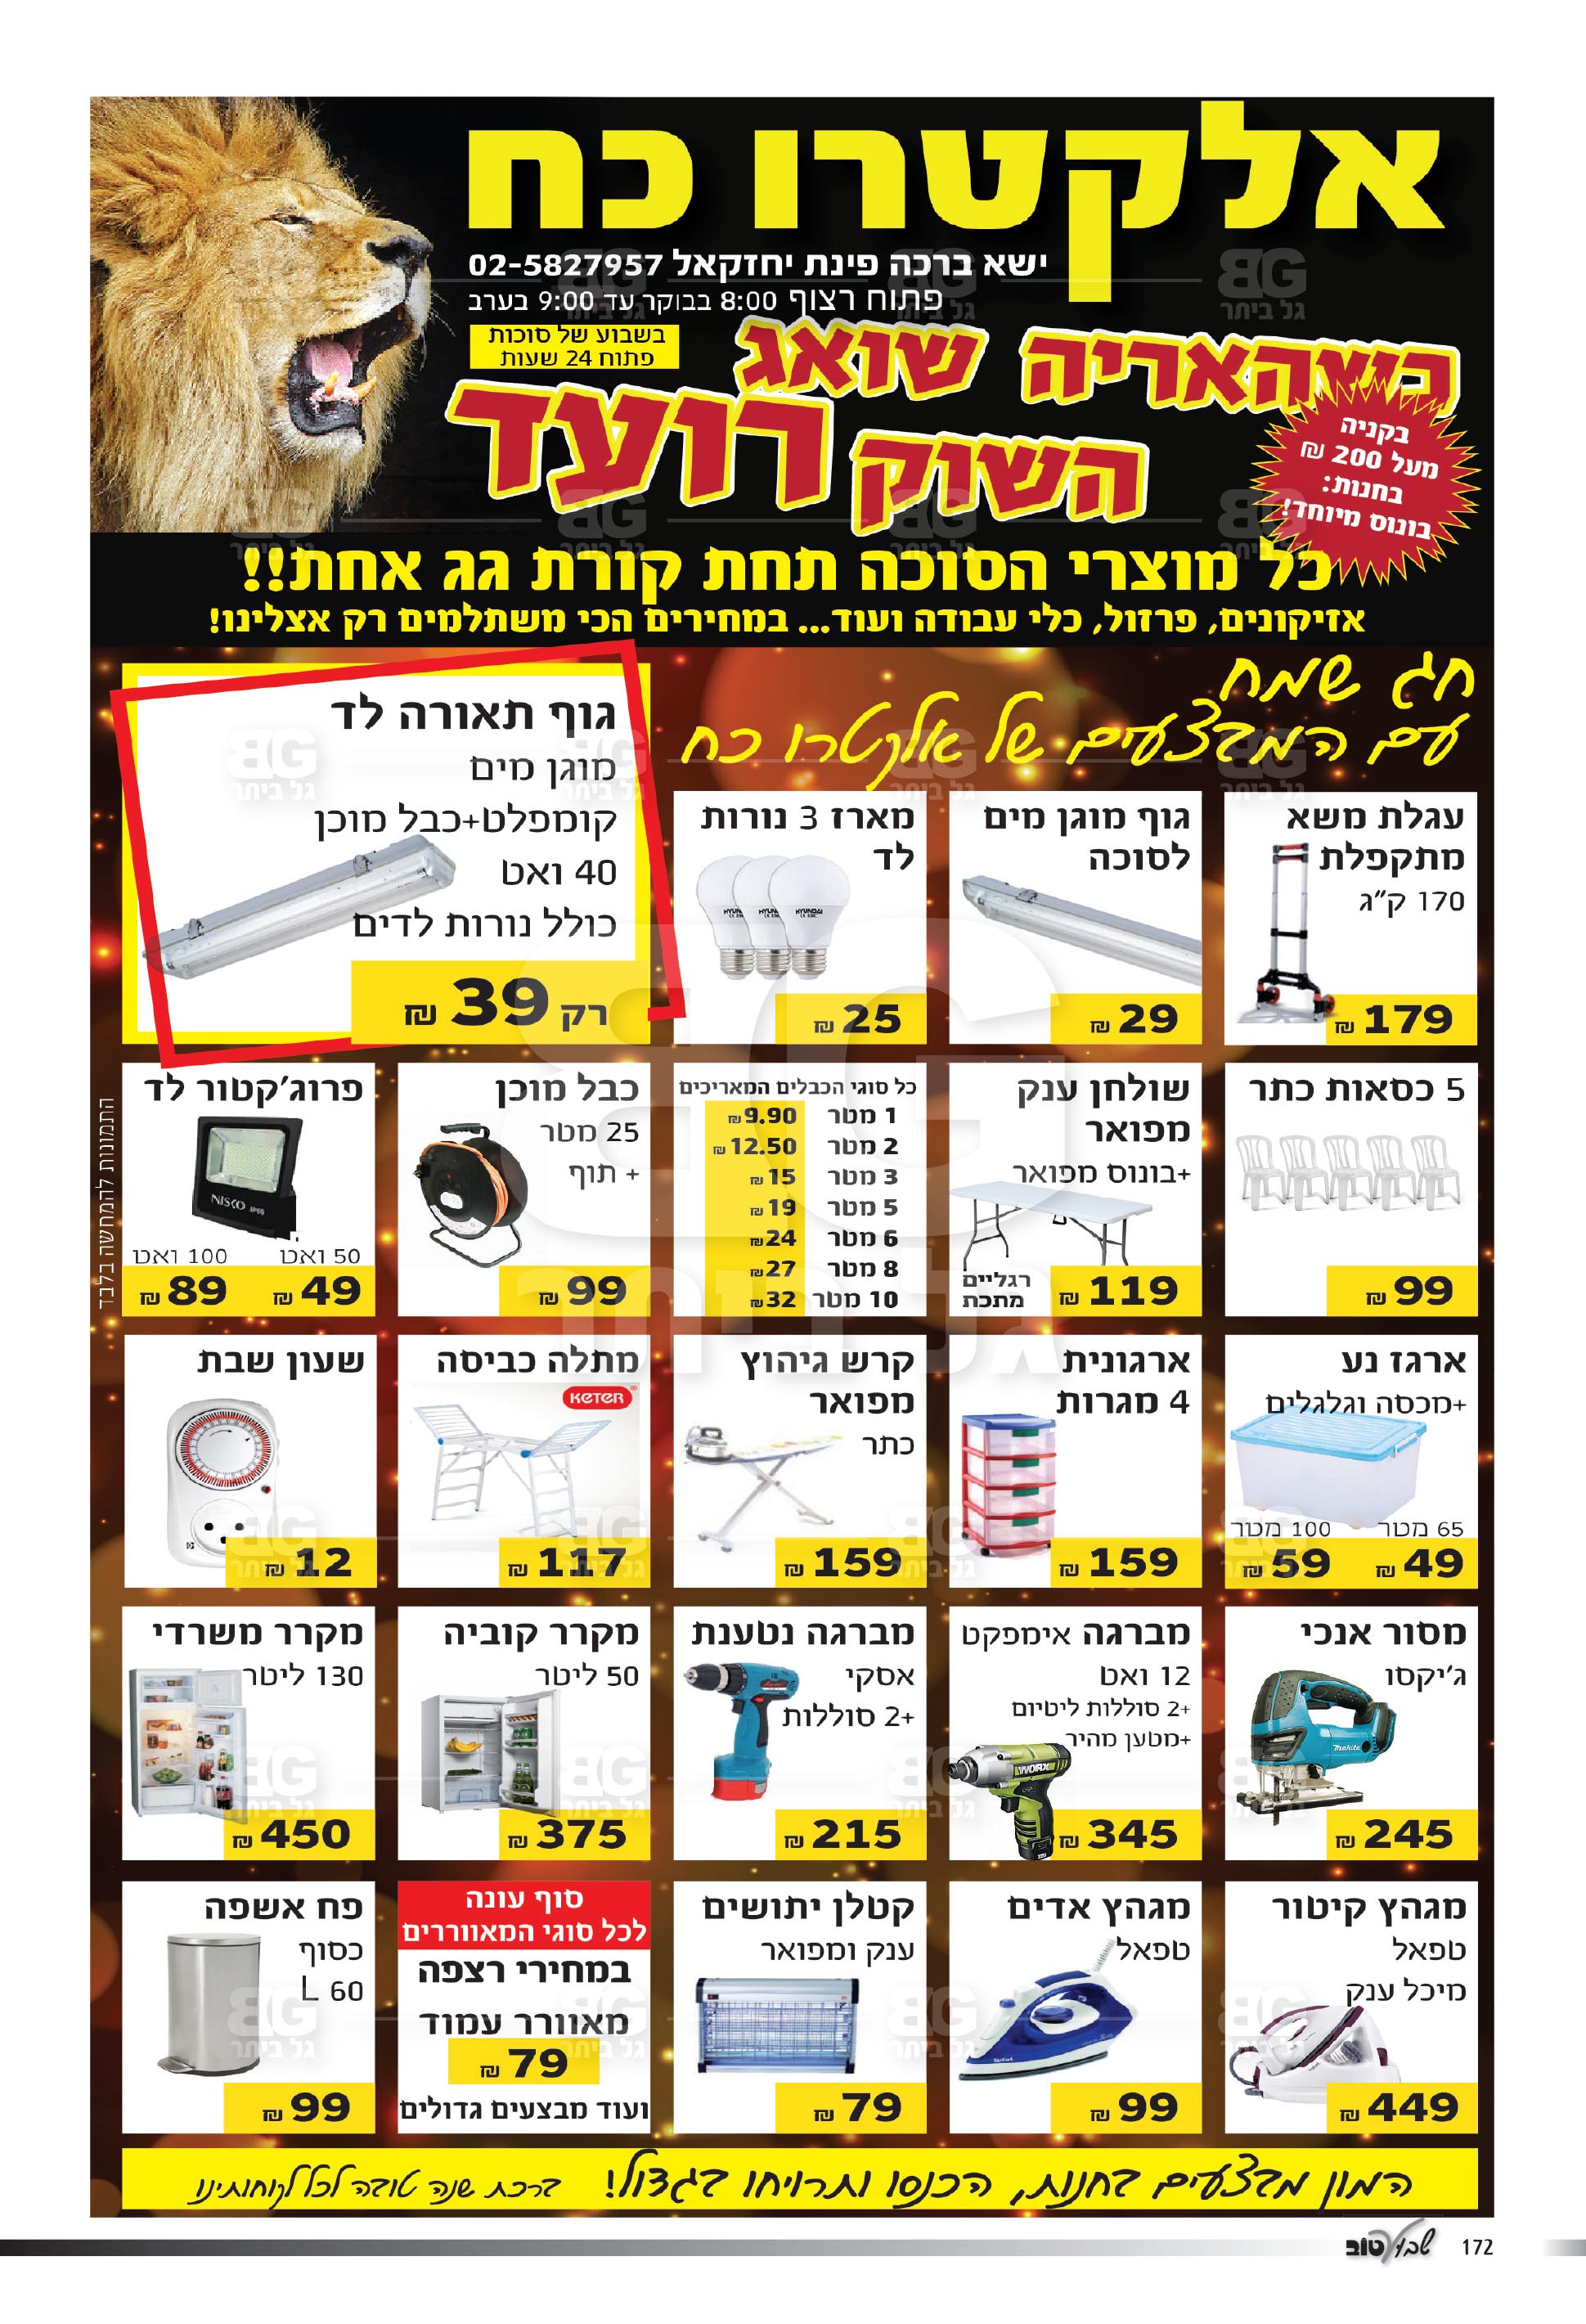 אלקטרו כח
ישא ברכה פינת יחזקאל 02-5827957
פתוח רצוף 8:00 בבוקר עד 9:00 בערב
בשבוע של סוכות
פתוח 24 שעות
כשהאריה שואג
השוק רועד
בקניה
מעל 200 ₪
בחנות:
בונוס מיוחד!
כל מוצרי הסוכה תחת קורת גג אחת!!
אזיקונים, פרזול, כלי עבודה ועוד... במחירים הכי משתלמים רק אצלינו!
חג שמח
עם המבצעים של אלקטרו כח
גוף תאורה לד
מוגן מים
קומפלט+כבל מוכן
40 ואט
כולל נורות לדים
רק 39 ₪
עגלת משא
מתקפלת
170 ק"ג
179 ₪
גוף מוגן מים
לסוכה
29 ₪
מארז 3 נורות
לד
HYUNDAI
25 ₪
5 כסאות כתר
99 ₪
שולחן ענק
מפואר
+בונוס מפואר
רגליים
מתכת
119 ₪
כל סוגי הכבלים המאריכים
1 מטר 9.90 ₪
2 מטר 12.50 ₪
3 מטר 15 ₪
5 מטר 19 ₪
6 מטר 24 ₪
8 מטר 27 ₪
10 מטר 32 ₪
כבל מוכן
25 מטר
+ תוף
99 ₪
פרוג'קטור לד
NISKO IP65
50 ואט 100 ואט
49 ₪ 89 ₪
התמונות להמחשה בלבד
ארגז נע
+מכסה וגלגלים
65 מטר 100 מטר
49 ₪ 59 ₪
ארגונית
4 מגרות
159 ₪
קרש גיהוץ
מפואר
כתר
159 ₪
מתלה כביסה
KETER
117 ₪
שעון שבת
12 ₪
מסור אנכי
ג'יקסו
makita
245 ₪
מברגה אימפקט
12 ואט
+2 סוללות ליטיום
+מטען מהיר
WORX
345 ₪
מברגה נטענת
אסקי
+2 סוללות
215 ₪
מקרר קוביה
50 ליטר
375 ₪
מקרר משרדי
130 ליטר
450 ₪
מגהץ קיטור
טפאל
מיכל ענק
449 ₪
מגהץ אדים
טפאל
Tefal
99 ₪
קטלן יתושים
ענק ומפואר
79 ₪
סוף עונה
לכל סוגי המאווררים
במחירי רצפה
מאוורר עמוד
79 ₪
ועוד מבצעים גדולים
פח אשפה
כסוף
60 L
99 ₪
המון מבצעים בחנות, הכנסו ותרויחו בגדול! ברכת שנה טובה לכל לקוחותינו
BG
גל ביתר
שבוע טוב 172